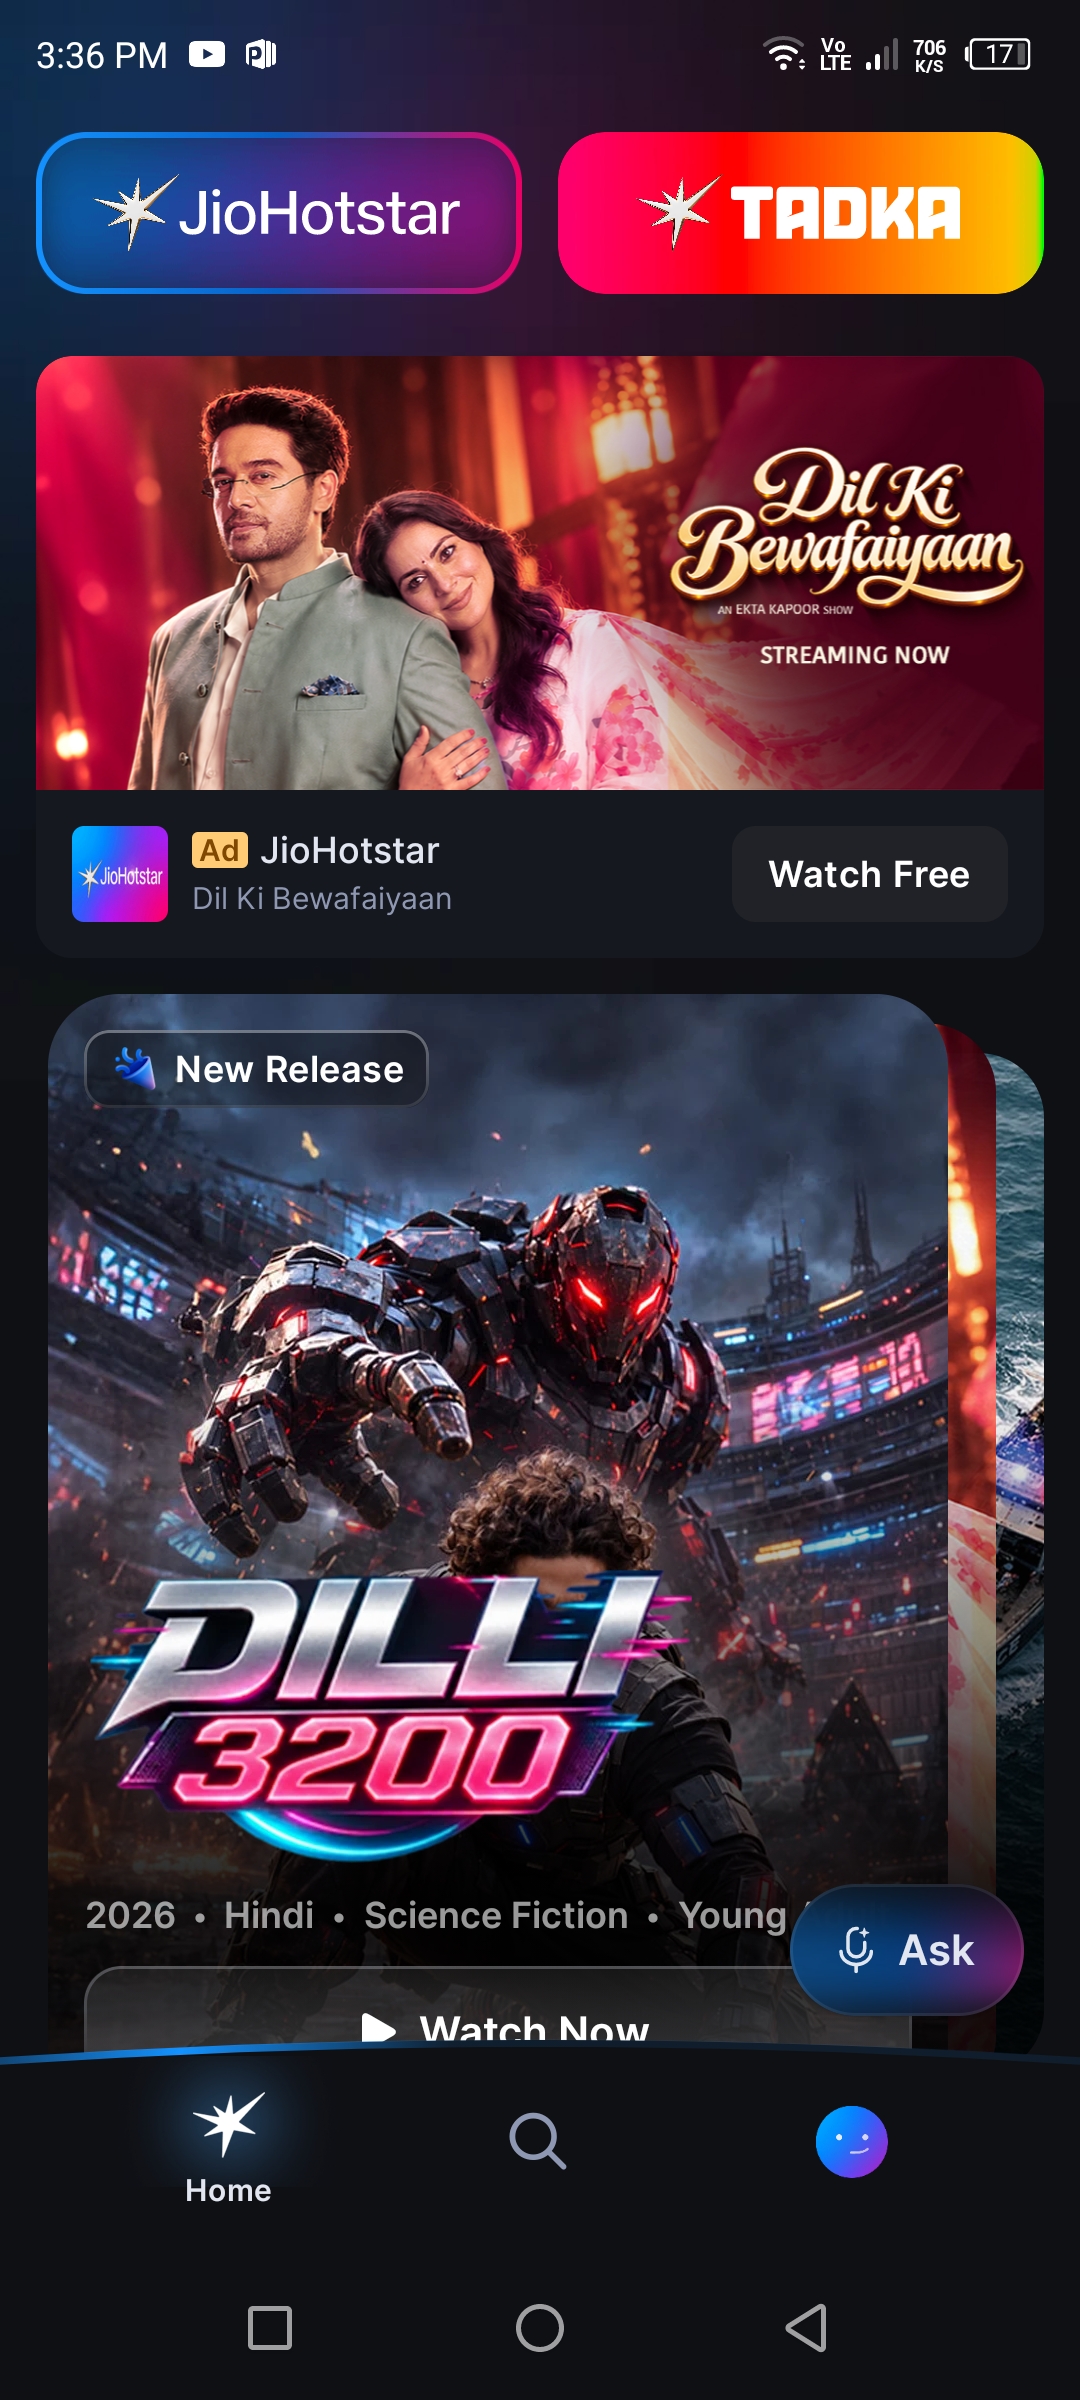 3:36 PM
Vo LTE 706 K/S 17
JioHotstar
TADKA
Dil Ki
Bewafaiyaan
AN EKTA KAPOOR SHOW
STREAMING NOW
JioHotstar
Ad JioHotstar
Dil Ki Bewafaiyaan
Watch Free
New Release
DILLI
3200
2026 • Hindi • Science Fiction • Young
Ask
Watch Now
Home